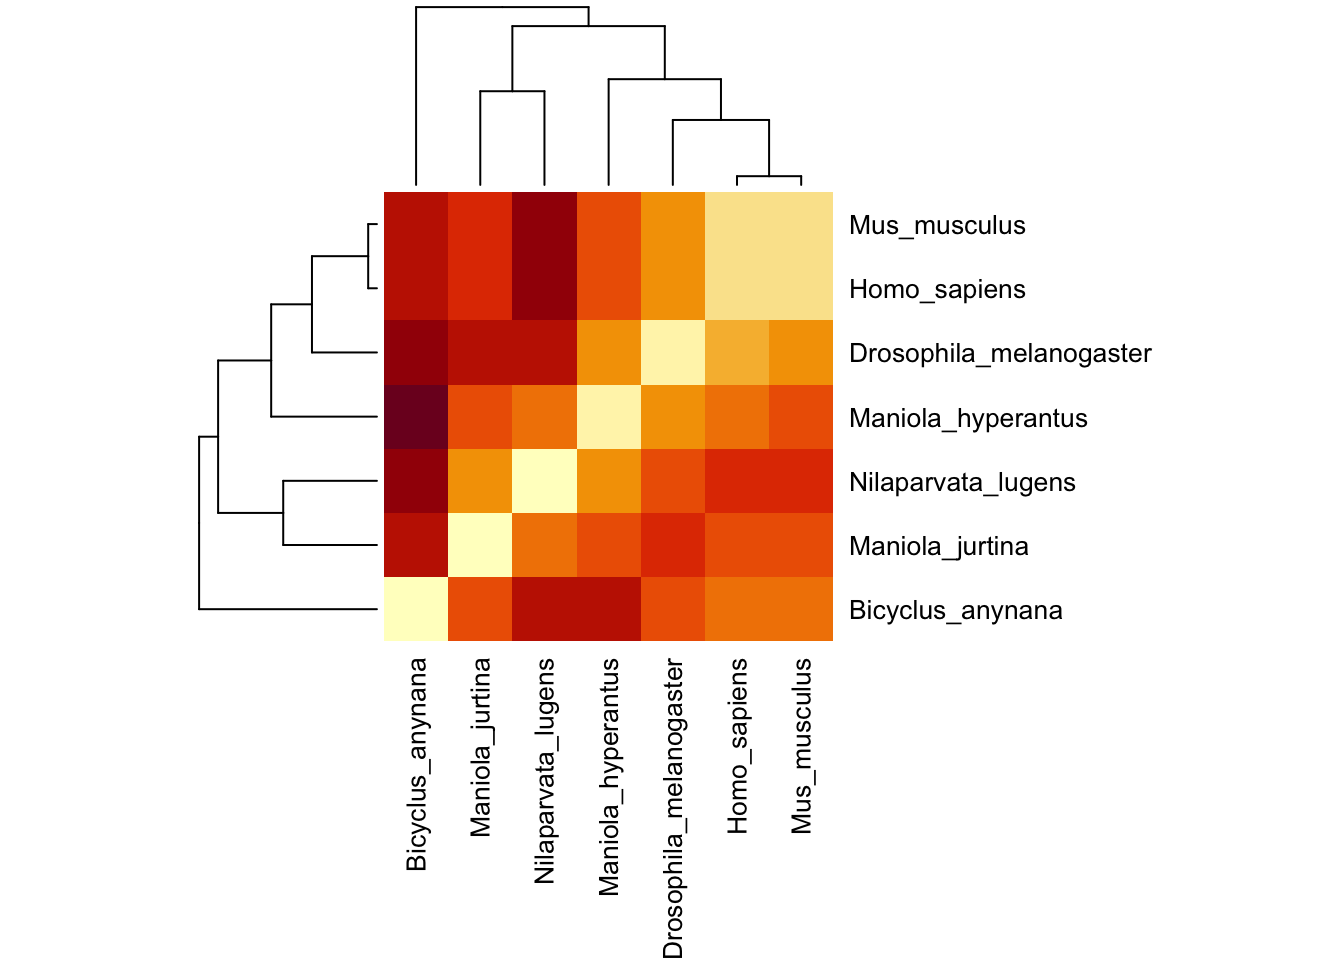 Mus_musculus
Homo_sapiens
Drosophila_melanogaster
Maniola_hyperantus
Nilaparvata_lugens
Maniola_jurtina
Bicyclus_anynana
Bicyclus_anynana
Maniola_jurtina
Nilaparvata_lugens
Maniola_hyperantus
Drosophila_melanogaster
Homo_sapiens
Mus_musculus